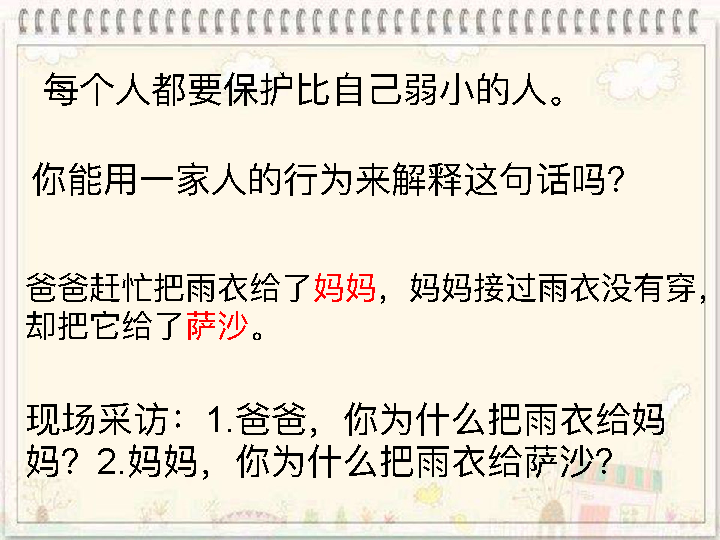 每个人都要保护比自己弱小的人。
你能用一家人的行为来解释这句话吗?
爸爸赶忙把雨衣给了妈妈，妈妈接过雨衣没有穿，
却把它给了萨沙。
现场采访：1.爸爸，你为什么把雨衣给妈
妈？2.妈妈，你为什么把雨衣给萨沙?